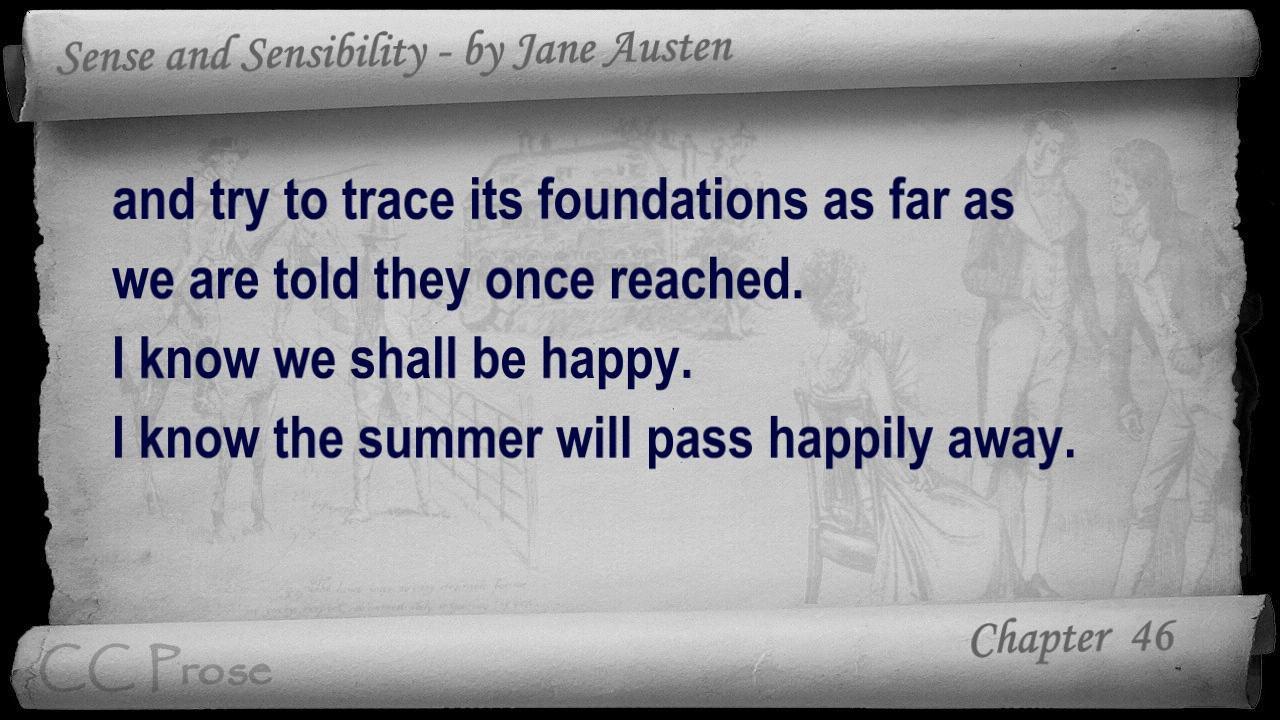 Sense and Sensibility - by Jane Austen
and try to trace its foundations as far as
we are told they once reached.
I know we shall be happy.
I know the summer will pass happily away.
Chapter 46
CC Prose